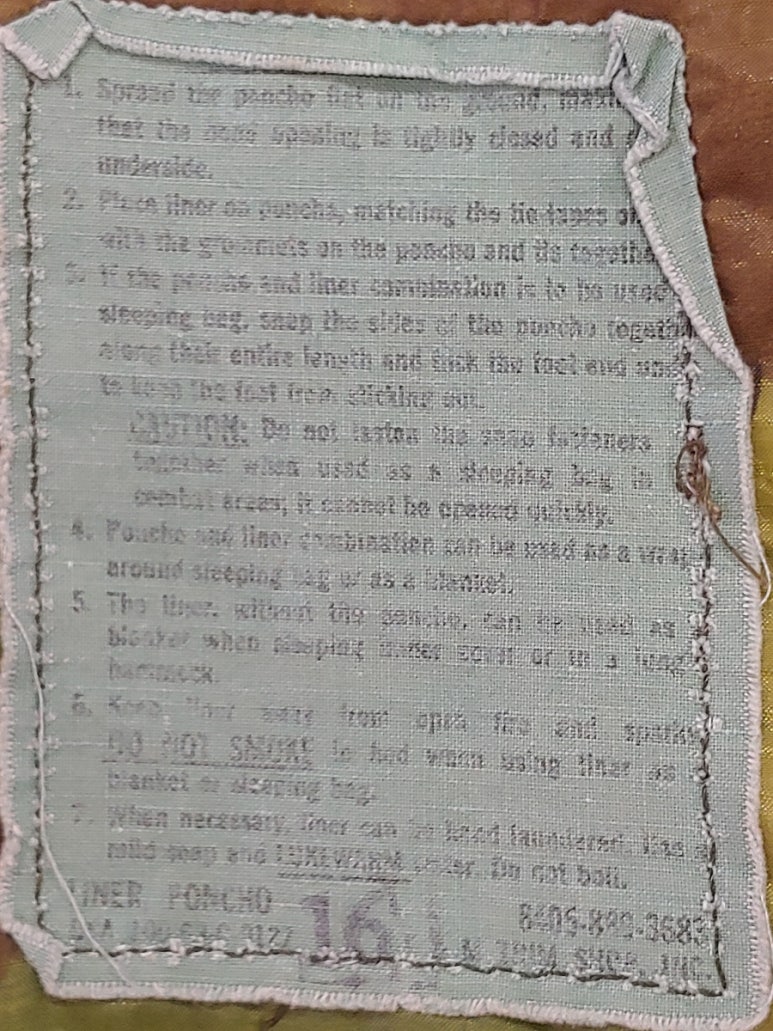 1. Spread the poncho flat on the ground,
that the hood opening is tightly closed and
underside.
2. Place liner on poncho, matching the tie tapes on
with the grommets on the poncho and tie together
3. If the poncho and liner combination is to be used
sleeping bag, snap the sides of the poncho togeth
along their entire length and tuck the foot end under
to keep the feet from sticking out.
CAUTION: Do not fasten the snap fasteners
together when used as a sleeping bag in
combat areas; it cannot be opened quickly.
4. Poncho and liner combination can be used as a wrap
around sleeping bag or as a blanket.
5. The liner, without the poncho, can be used as
blanket when sleeping under cover or in a jungle
hammock.
6. Keep liner away from open fire and sparks
DO NOT SMOKE in bed when using liner as
blanket or sleeping bag.
7. When necessary, liner can be hand laundered. Use
mild soap and LUKEWARM water. Do not boil.
LINER PONCHO
8405-889-3683
16
TRIM SHOP, INC.